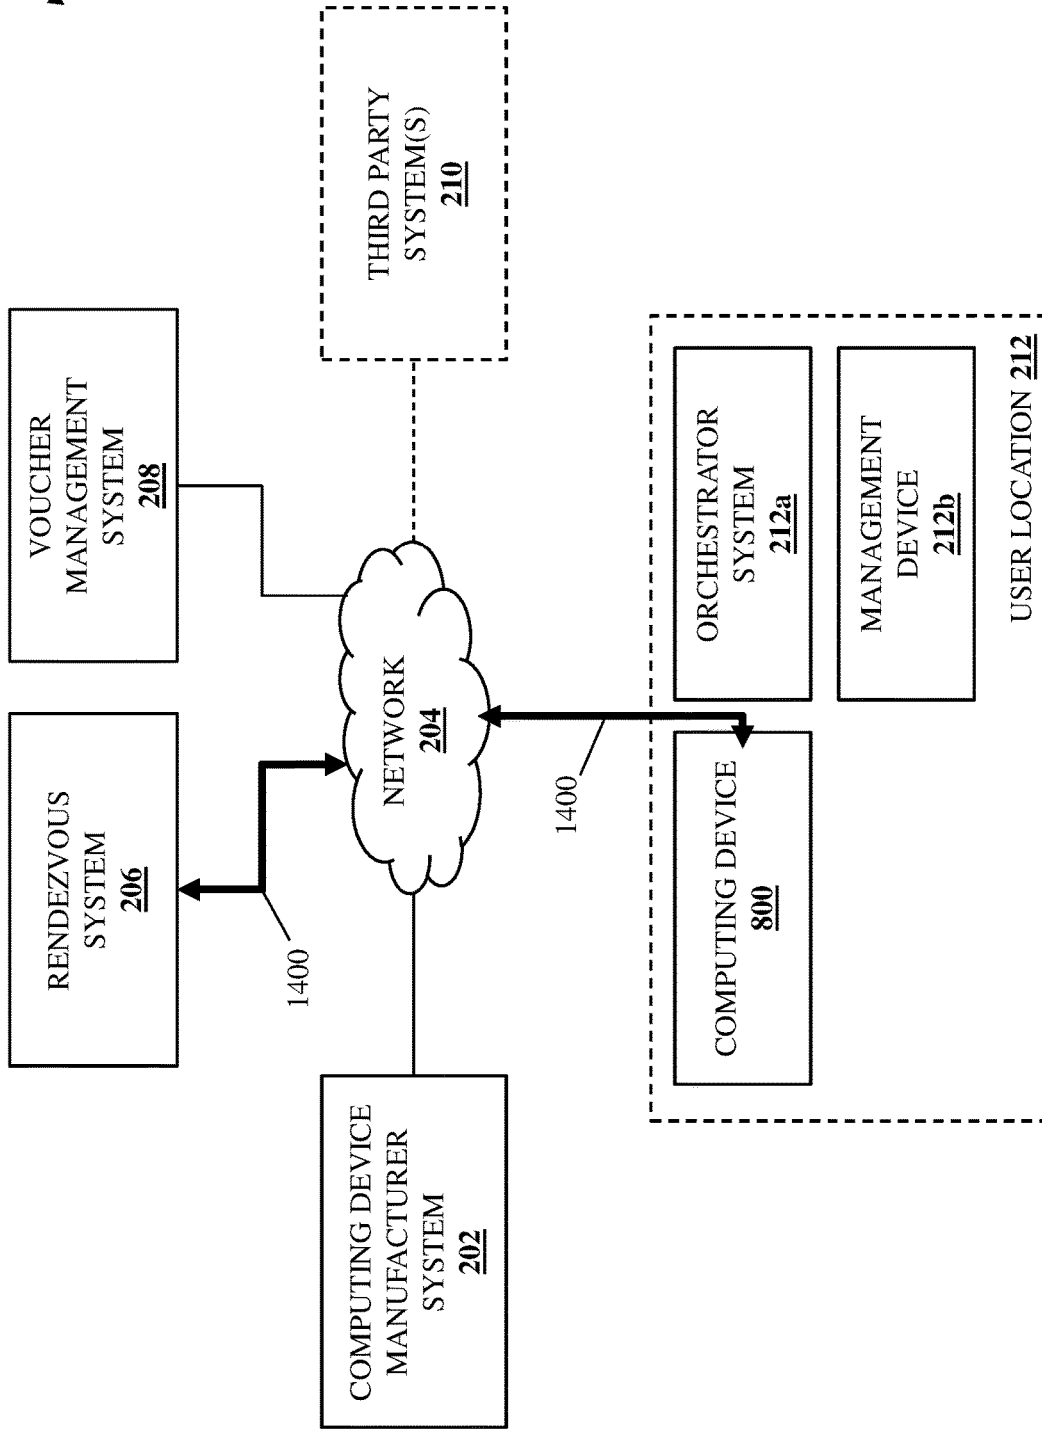 RENDEZVOUS
SYSTEM
206
VOUCHER
MANAGEMENT
SYSTEM
208
1400
COMPUTING DEVICE
MANUFACTURER
SYSTEM
202
NETWORK
204
THIRD PARTY
SYSTEM(S)
210
1400
COMPUTING DEVICE
800
ORCHESTRATOR
SYSTEM
212a
MANAGEMENT
DEVICE
212b
USER LOCATION 212